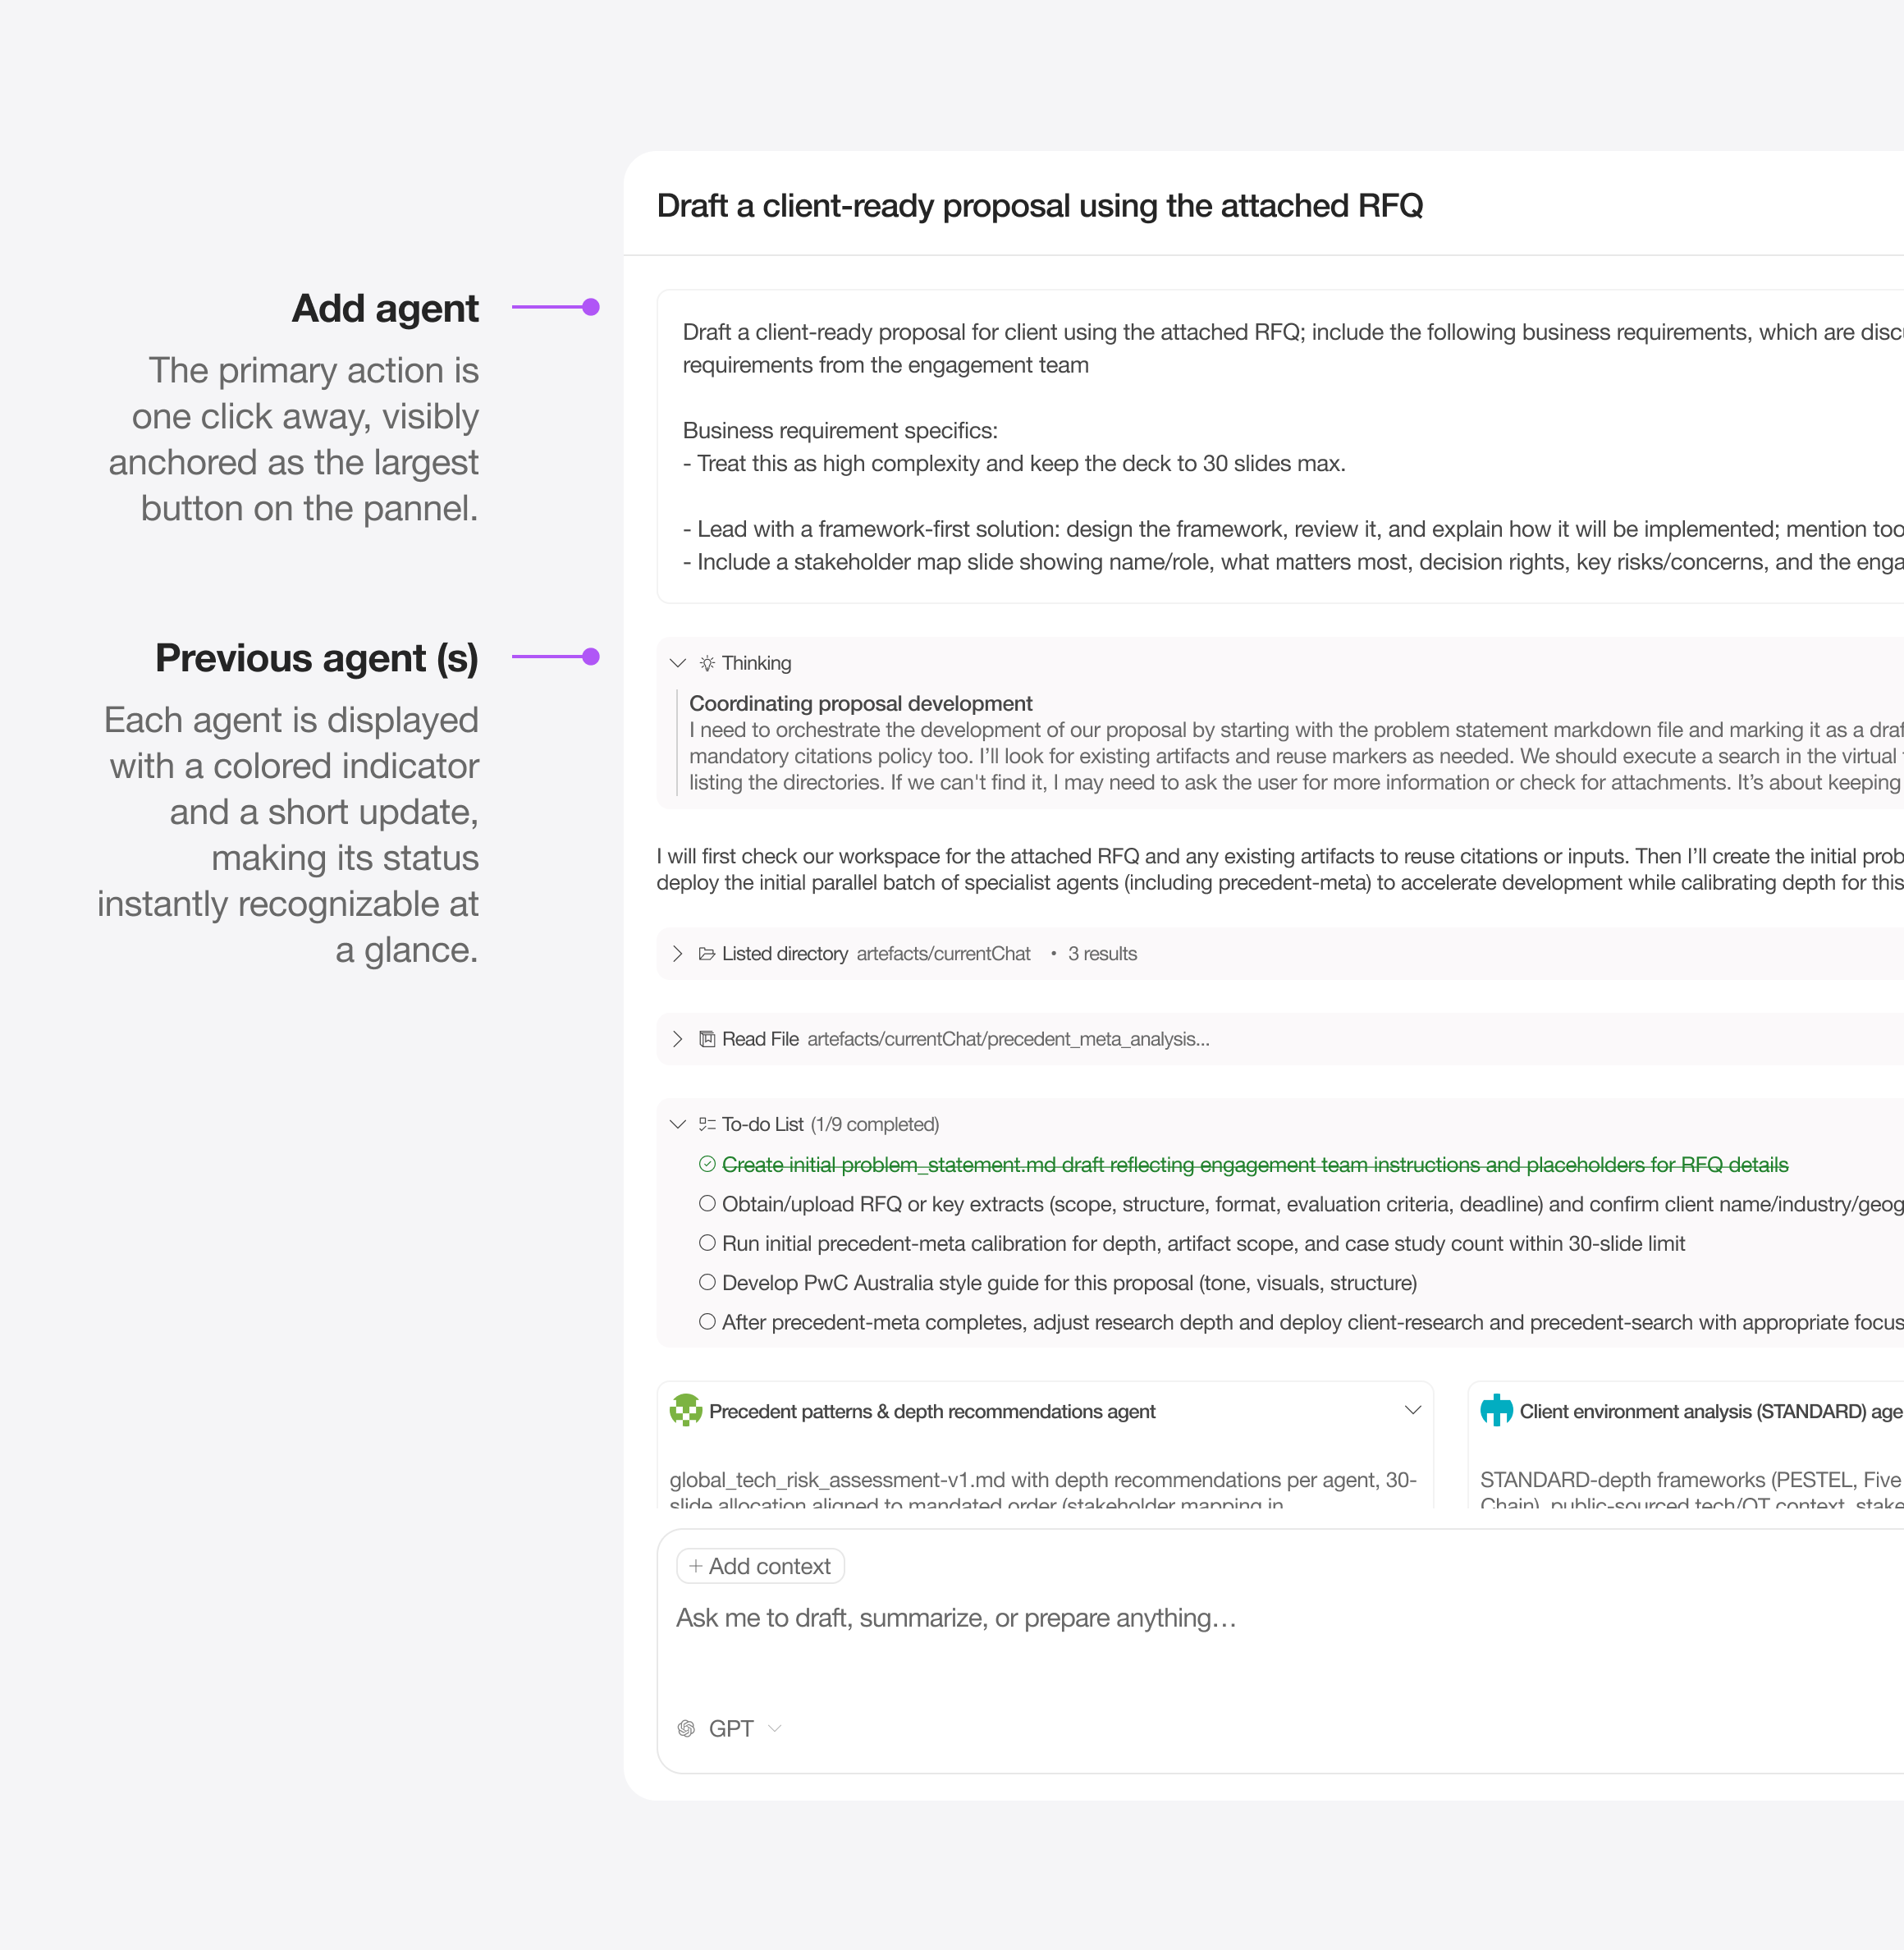 Add agent
The primary action is
one click away, visibly
anchored as the largest
button on the pannel.
Previous agent (s)
Each agent is displayed
with a colored indicator
and a short update,
making its status
instantly recognizable at
a glance.
Draft a client-ready proposal using the attached RFQ
Draft a client-ready proposal for client using the attached RFQ; include the following business requirements, which are
requirements from the engagement team
Business requirement specifics:
- Treat this as high complexity and keep the deck to 30 slides max.
- Lead with a framework-first solution: design the framework, review it, and explain how it will be implemented; mention
- Include a stakeholder map slide showing name/role, what matters most, decision rights, key risks/concerns, and the
Thinking
Coordinating proposal development
I need to orchestrate the development of our proposal by starting with the problem statement markdown file and marking it as a
mandatory citations policy too. I'll look for existing artifacts and reuse markers as needed. We should execute a search in the virtual
listing the directories. If we can't find it, I may need to ask the user for more information or check for attachments. It's about keeping
I will first check our workspace for the attached RFQ and any existing artifacts to reuse citations or inputs. Then I'll create the initial
deploy the initial parallel batch of specialist agents (including precedent-meta) to accelerate development while calibrating depth for this
Listed directory artefacts/currentChat • 3 results
Read File artefacts/currentChat/precedent_meta_analysis...
To-do List (1/9 completed)
Create initial problem_statement.md draft reflecting engagement team instructions and placeholders for RFQ details
Obtain/upload RFQ or key extracts (scope, structure, format, evaluation criteria, deadline) and confirm client
Run initial precedent-meta calibration for depth, artifact scope, and case study count within 30-slide limit
Develop PwC Australia style guide for this proposal (tone, visuals, structure)
After precedent-meta completes, adjust research depth and deploy client-research and precedent-search with appropriate focus
Precedent patterns & depth recommendations agent
global_tech_risk_assessment-v1.md with depth recommendations per agent, 30-
slide allocation aligned to mandated order (stakeholder mapping in
Client environment analysis (STANDARD)
STANDARD-depth frameworks (PESTEL, Five
Chain), public-sourced tech/OT context,
+ Add context
Ask me to draft, summarize, or prepare anything…
GPT